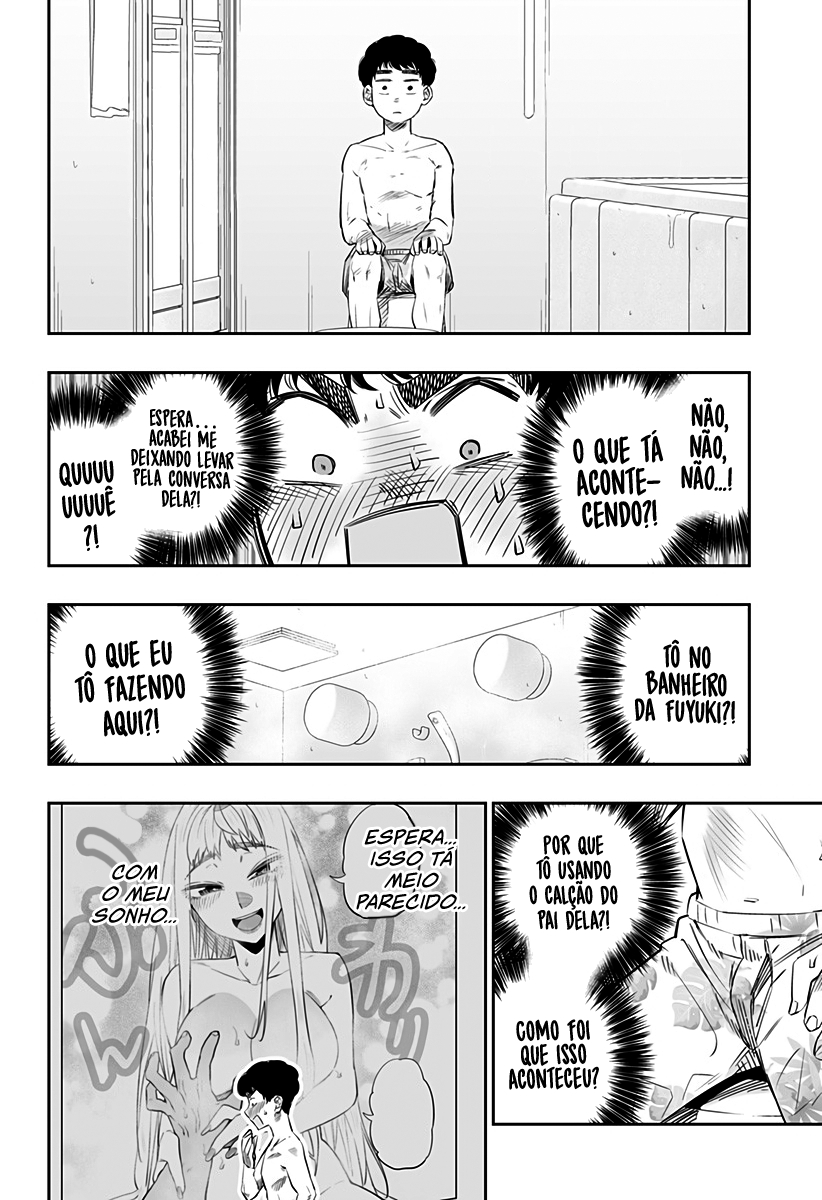 NÃO,
NÃO,
NÃO...!
O QUE TÁ
ACONTE-
CENDO?!
ESPERA...
ACABEI ME
DEIXANDO LEVAR
PELA CONVERSA
DELA?!
QUUUU
UUUUÊ
?!
TÔ NO
BANHEIRO
DA FUYUKI?!
O QUE EU
TÔ FAZENDO
AQUI?!
POR QUE
TÔ USANDO
O CALÇÃO DO
PAI DELA?!
COMO FOI
QUE ISSO
ACONTECEU?
ESPERA...
ISSO TÁ
MEIO
PARECIDO...
COM
O MEU
SONHO...